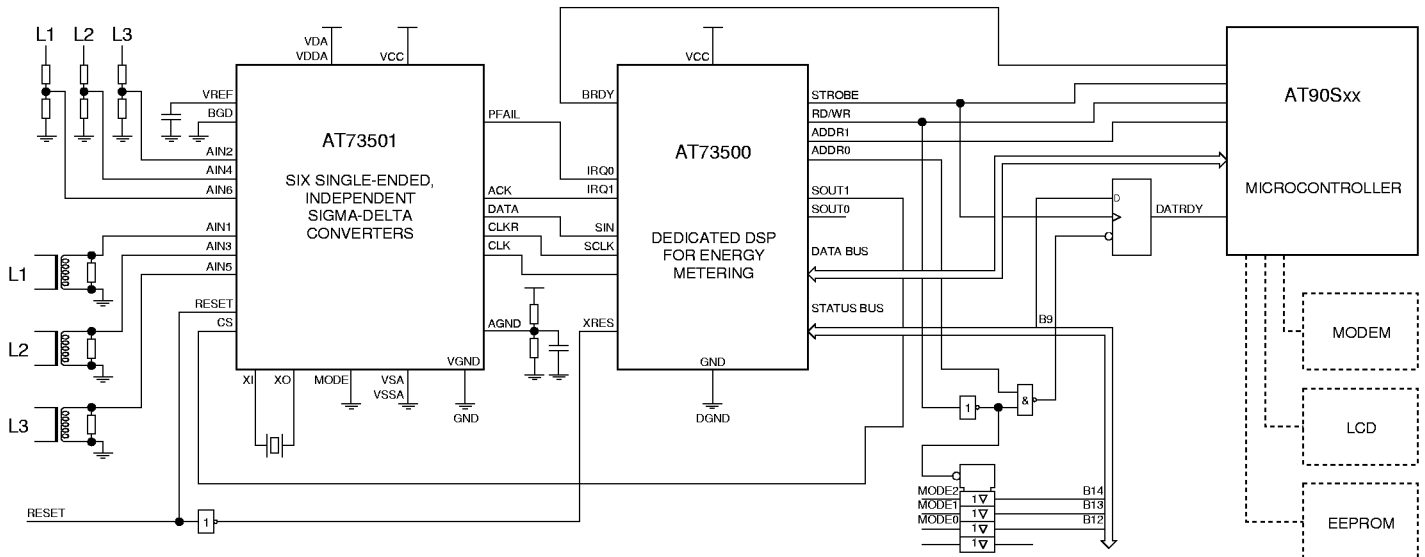 L1
L2
L3
VDA
VDDA
VCC
VCC
VREF
BGD
AIN2
AIN4
AIN6
AIN1
AIN3
AIN5
RESET
CS
AT73501
SIX SINGLE-ENDED,
INDEPENDENT
SIGMA-DELTA
CONVERTERS
PFAIL
ACK
DATA
CLKR
CLK
AGND
VGND
XI
XO
MODE
VSA
VSSA
GND
L1
L2
L3
RESET
1
BRDY
IRQ0
IRQ1
SIN
SCLK
XRES
AT73500
DEDICATED DSP
FOR ENERGY
METERING
GND
DGND
STROBE
RD/WR
ADDR1
ADDR0
SOUT1
SOUT0
DATA BUS
STATUS BUS
B9
D
DATRDY
AT90Sxx
MICROCONTROLLER
1
&
MODE2
MODE1
MODE0
1
1
1
1
B14
B13
B12
MODEM
LCD
EEPROM